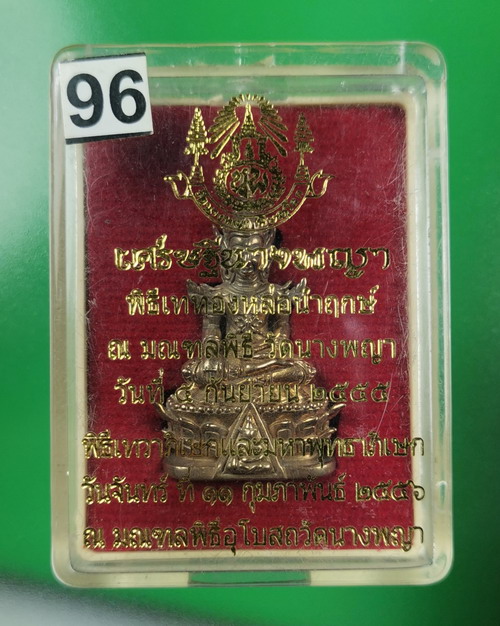 96
เศรษฐีนางพญา
พิธีเททองหล่อนำฤกษ์
ณ มณฑลพิธี วัดนางพญา
วันที่ ๔ กันยายน ๒๕๕๕
พิธีเทวาภิเษกและมหาพุทธาภิเษก
วันจันทร์ ที่ ๑๑ กุมภาพันธ์ ๒๕๕๖
ณ มณฑลพิธีอุโบสถวัดนางพญา